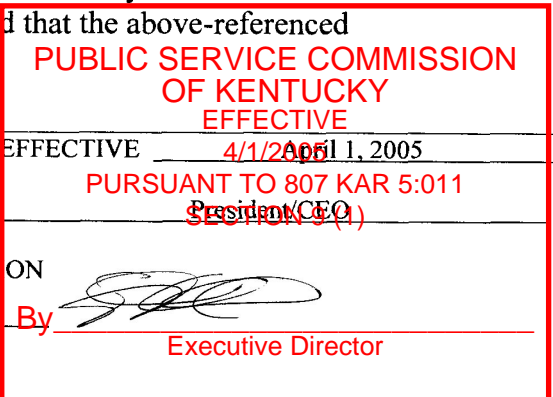 d that the above-referenced
PUBLIC SERVICE COMMISSION
OF KENTUCKY
EFFECTIVE
EFFECTIVE 4/1/2005 April 1, 2005
PURSUANT TO 807 KAR 5:011
President/CEO
SECTION 9 (1)
ON
By
Executive Director